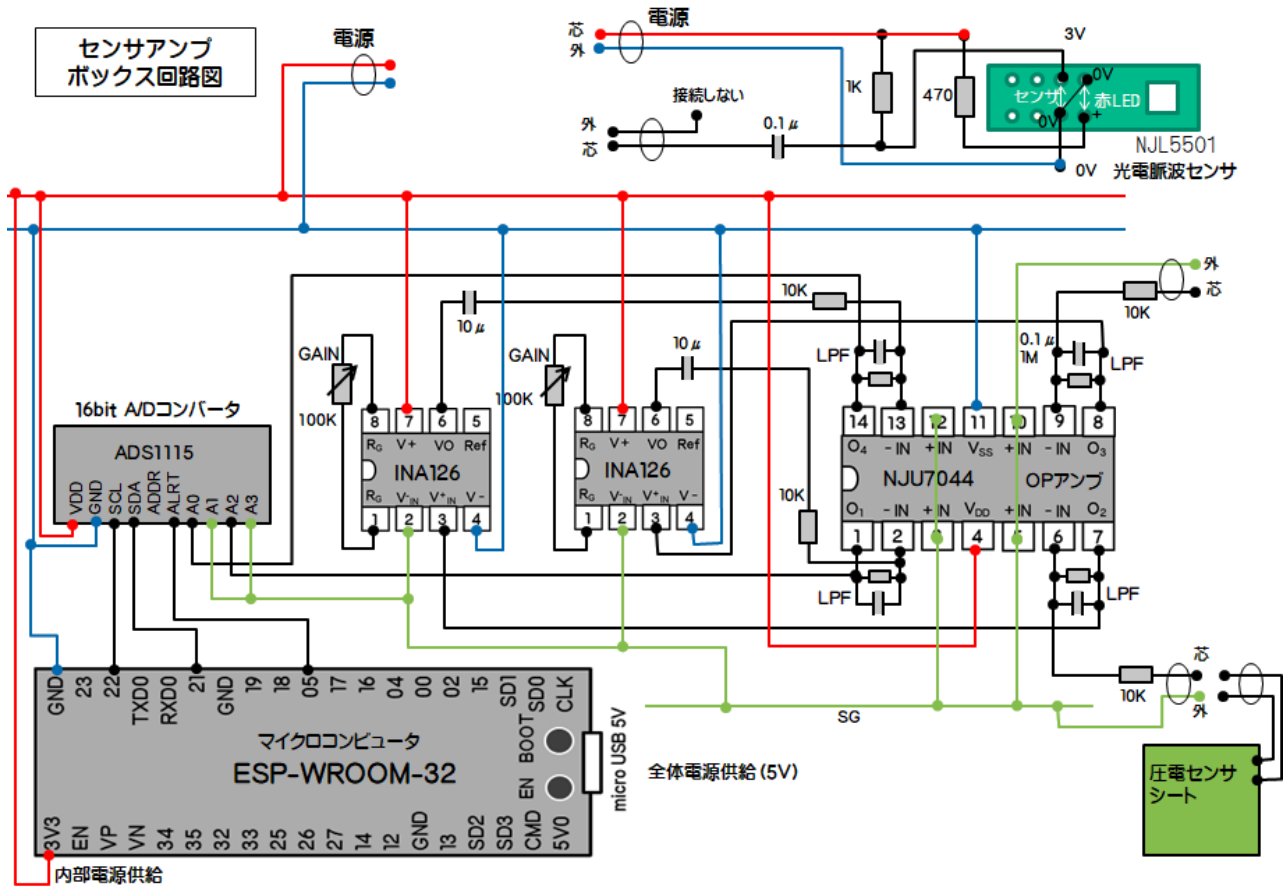 センサアンプ
ボックス回路図
電源
電源
芯
外
3V
0V
1K
470
センサ
赤LED
接続しない
外
芯
0.1μ
0V
+
NJL5501
0V
光電脈波センサ
外
芯
10K
10K
10μ
GAIN
100K
GAIN
100K
10μ
LPF
0.1μ
1M
LPF
16bit A/Dコンバータ
ADS1115
VDD
GND
SCL
SDA
ADDR
ALRT
A0
A1
A2
A3
8 7 6 5
RG V+ VO Ref
INA126
RG V-IN V+IN V-
1 2 3 4
8 7 6 5
RG V+ VO Ref
INA126
RG V-IN V+IN V-
1 2 3 4
10K
14 13 12 11 10 9 8
O4 -IN +IN VSS +IN -IN O3
NJU7044 OPアンプ
O1 -IN +IN VDD +IN -IN O2
1 2 3 4 5 6 7
LPF
LPF
GND
23
22
TXD0
RXD0
21
GND
19
18
05
17
16
04
00
02
15
SD1
SD0
CLK
マイクロコンピュータ
ESP-WROOM-32
EN
BOOT
micro USB 5V
3V3
EN
VP
VN
34
35
32
33
25
26
27
14
12
GND
13
SD2
SD3
CMD
5V0
内部電源供給
全体電源供給(5V)
SG
10K
芯
外
圧電センサ
シート